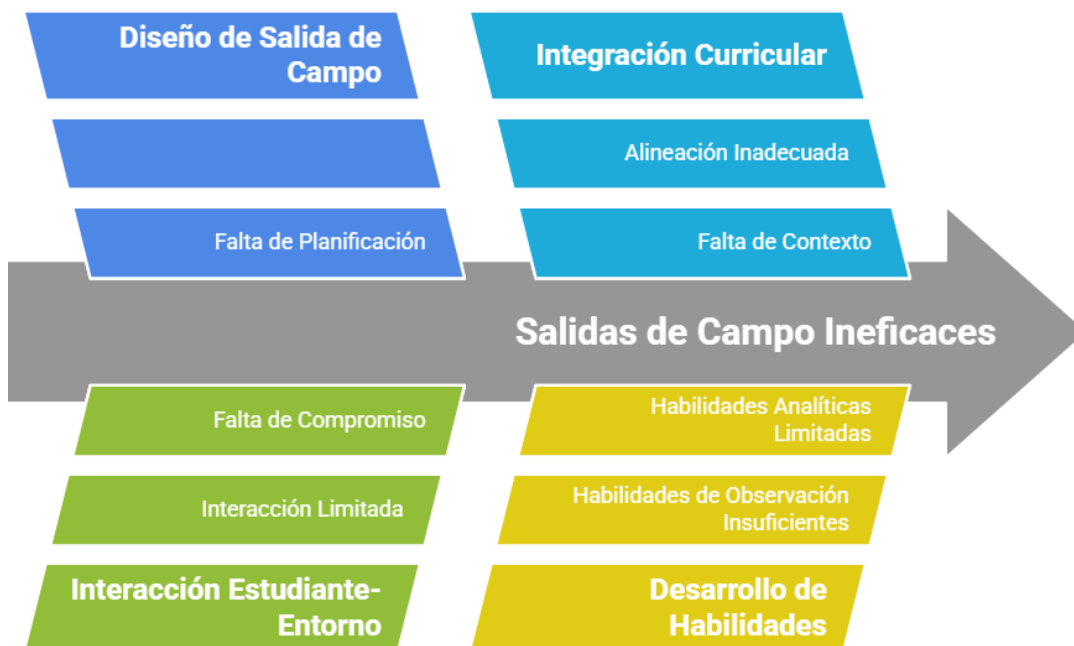 Diseño de Salida de
Campo
Integración Curricular
Alineación Inadecuada
Falta de Planificación
Falta de Contexto
Salidas de Campo Ineficaces
Falta de Compromiso
Habilidades Analíticas
Limitadas
Interacción Limitada
Habilidades de Observación
Insuficientes
Interacción Estudiante-
Entorno
Desarrollo de
Habilidades